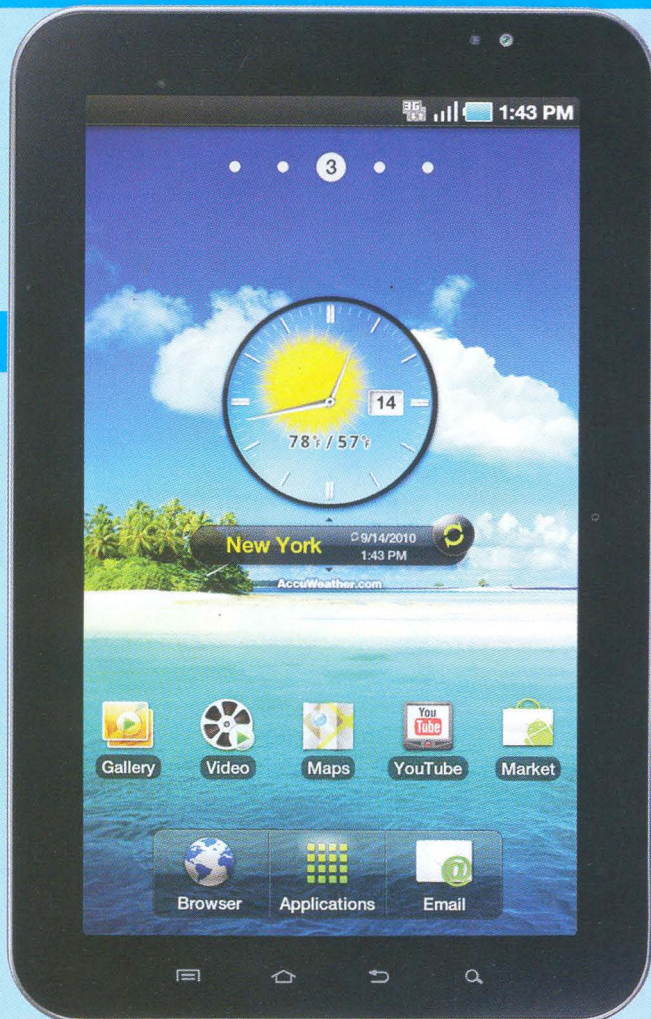 3G 1:43 PM
3
14
78°F / 57°F
New York 9/14/2010
1:43 PM
AccuWeather.com
You
Tube
Gallery Video Maps YouTube Market
@
Browser Applications Email